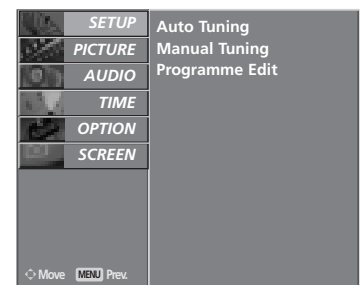 SETUP
PICTURE
AUDIO
TIME
OPTION
SCREEN
Auto Tuning
Manual Tuning
Programme Edit
Move MENU Prev.